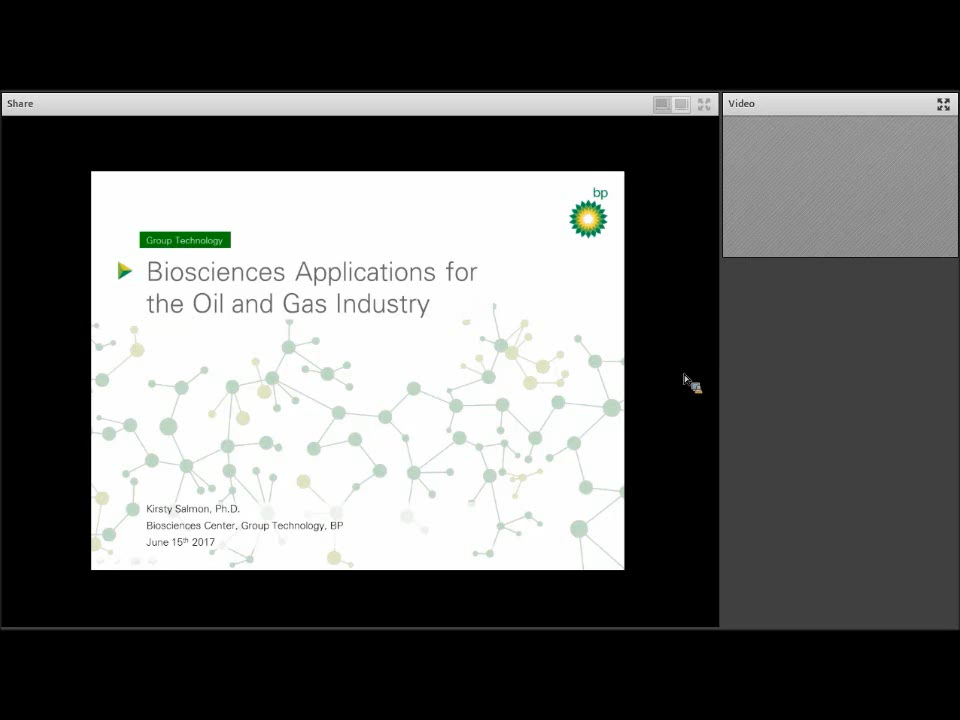 Share
Video
bp
Group Technology
Biosciences Applications for
the Oil and Gas Industry
Kirsty Salmon, Ph.D.
Biosciences Center, Group Technology, BP
June 15th 2017